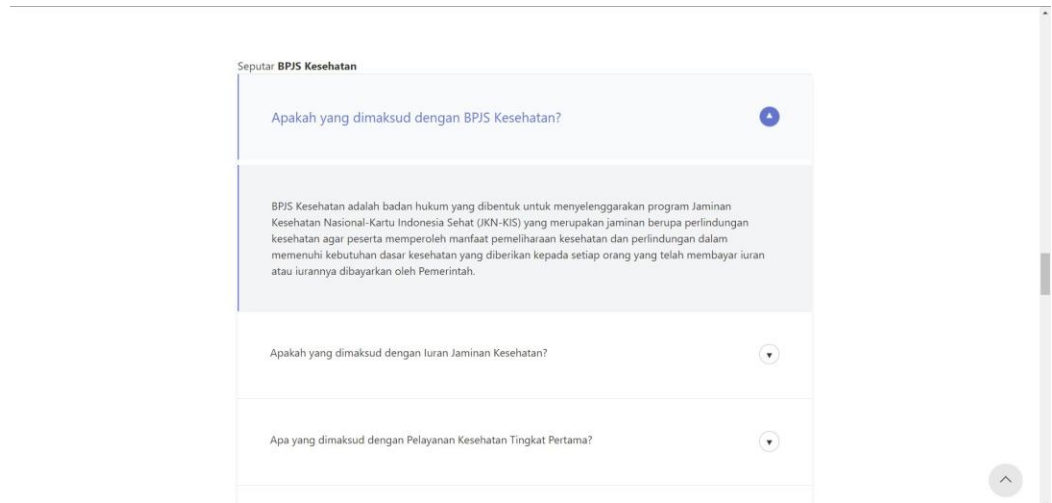 Seputar BPJS Kesehatan
Apakah yang dimaksud dengan BPJS Kesehatan?
BPJS Kesehatan adalah badan hukum yang dibentuk untuk menyelenggarakan program Jaminan
Kesehatan Nasional-Kartu Indonesia Sehat (JKN-KIS) yang merupakan jaminan berupa perlindungan
kesehatan agar peserta memperoleh manfaat pemeliharaan kesehatan dan perlindungan dalam
memenuhi kebutuhan dasar kesehatan yang diberikan kepada setiap orang yang telah membayar iuran
atau iurannya dibayarkan oleh Pemerintah.
Apakah yang dimaksud dengan Iuran Jaminan Kesehatan?
Apa yang dimaksud dengan Pelayanan Kesehatan Tingkat Pertama?